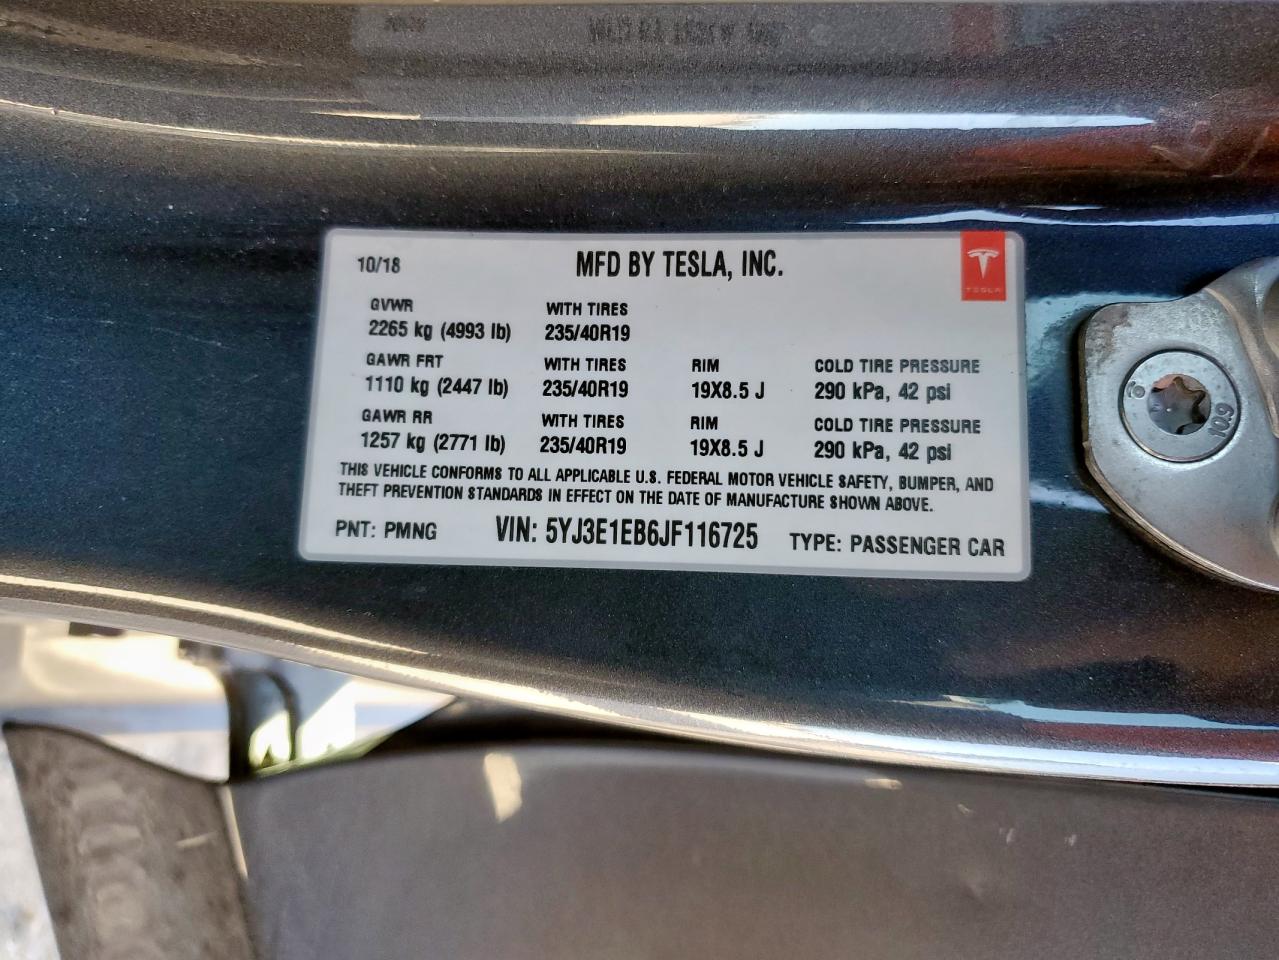 10/18 MFD BY TESLA, INC.
TESLA
GVWR WITH TIRES
2265 kg (4993 lb) 235/40R19
GAWR FRT WITH TIRES RIM COLD TIRE PRESSURE
1110 kg (2447 lb) 235/40R19 19X8.5 J 290 kPa, 42 psi
GAWR RR WITH TIRES RIM COLD TIRE PRESSURE
1257 kg (2771 lb) 235/40R19 19X8.5 J 290 kPa, 42 psi
THIS VEHICLE CONFORMS TO ALL APPLICABLE U.S. FEDERAL MOTOR VEHICLE SAFETY, BUMPER, AND
THEFT PREVENTION STANDARDS IN EFFECT ON THE DATE OF MANUFACTURE SHOWN ABOVE.
PNT: PMNG VIN: 5YJ3E1EB6JF116725 TYPE: PASSENGER CAR
10.9